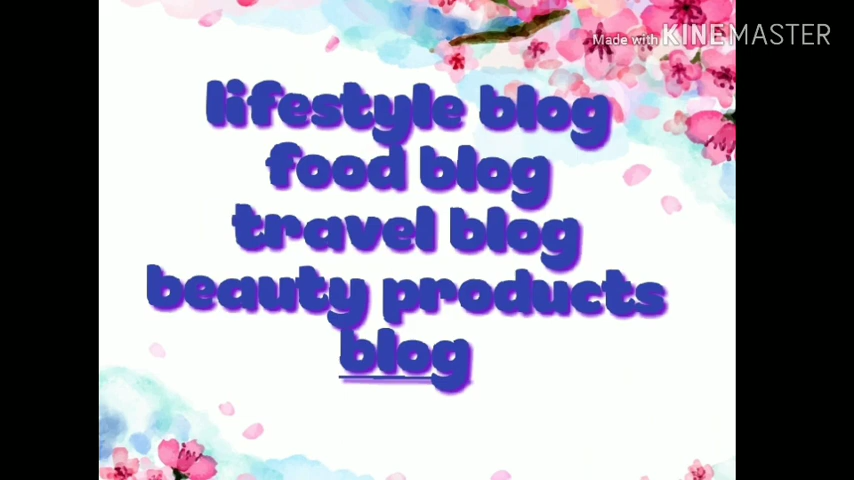 Made with KINEMASTER
lifestyle blog
food blog
travel blog
beauty products
blog